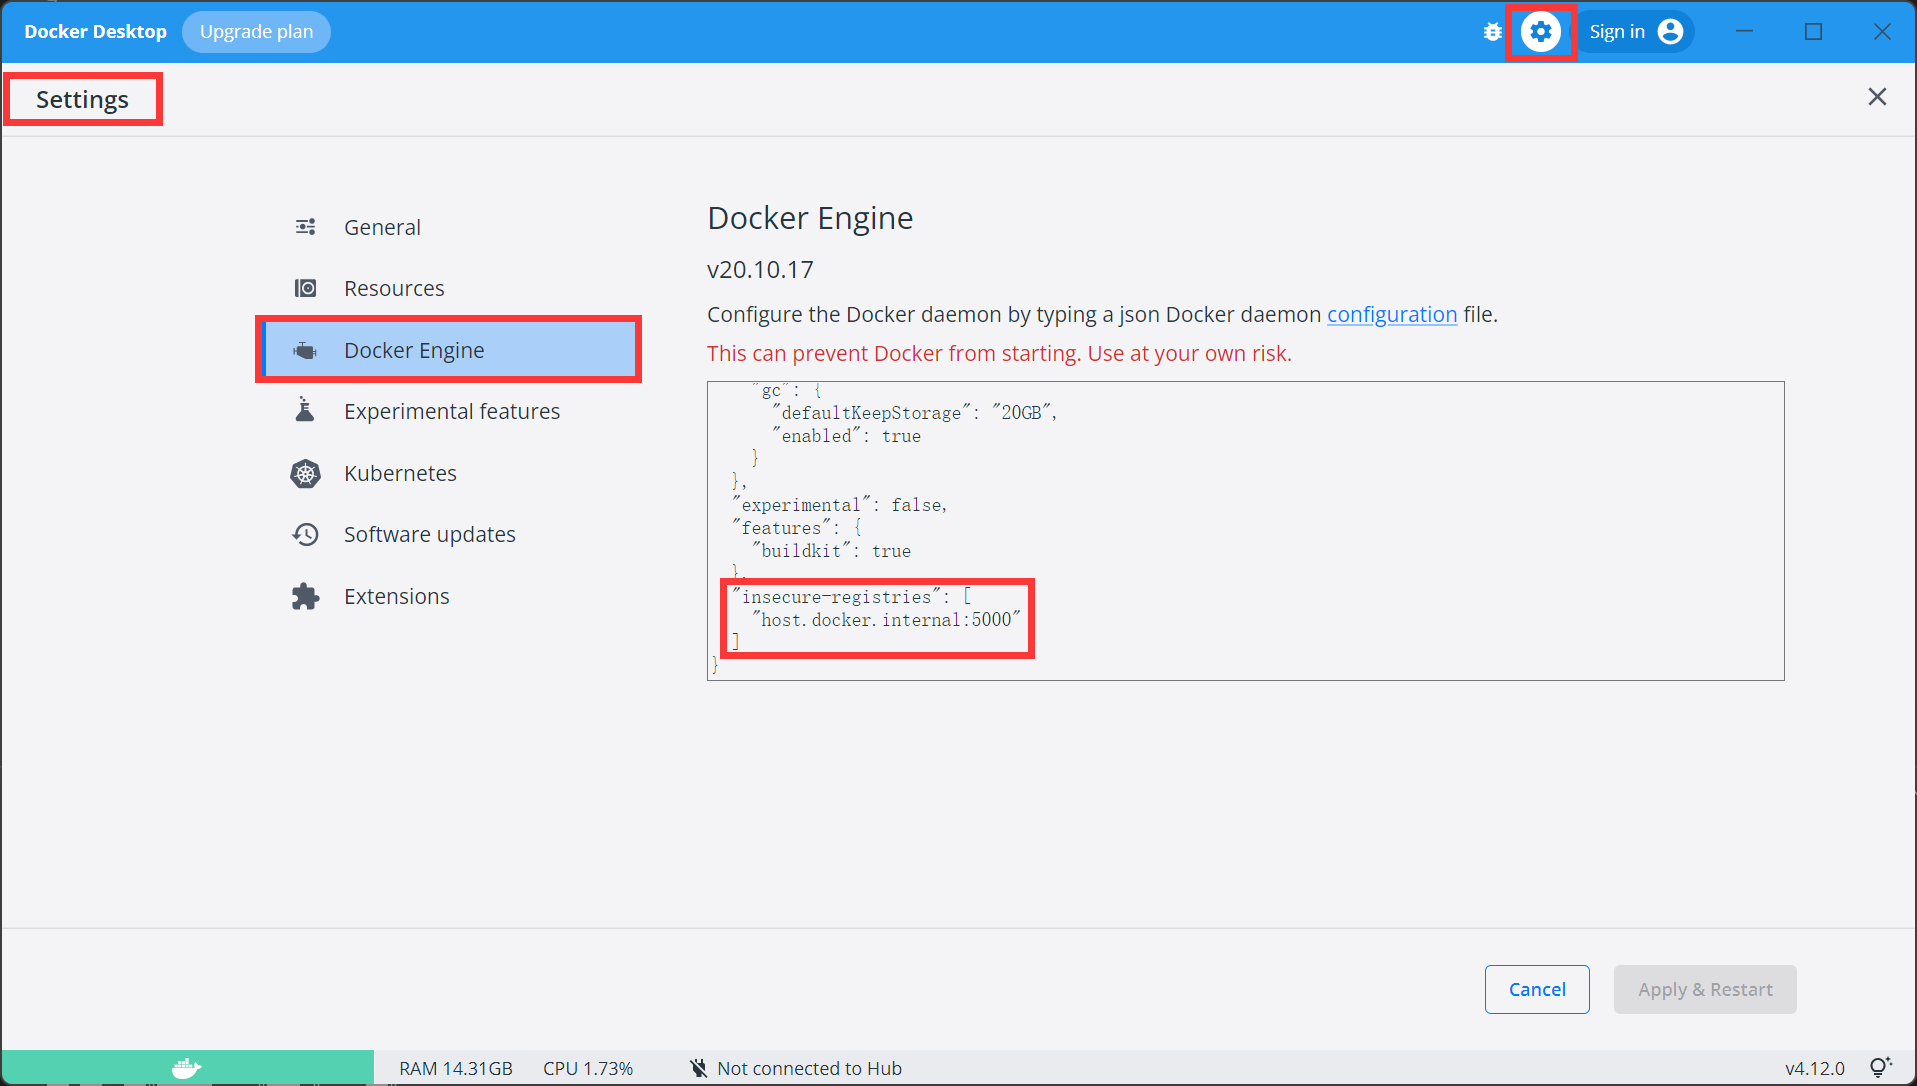 Docker Desktop Upgrade plan Sign in
Settings
General
Resources
Docker Engine
Experimental features
Kubernetes
Software updates
Extensions
Docker Engine
v20.10.17
Configure the Docker daemon by typing a json Docker daemon configuration file.
This can prevent Docker from starting. Use at your own risk.
"gc": {
"defaultKeepStorage": "20GB",
"enabled": true
}
},
"experimental": false,
"features": {
"buildkit": true
},
"insecure-registries": [
"host.docker.internal:5000"
]
}
Cancel Apply & Restart
RAM 14.31GB CPU 1.73% Not connected to Hub v4.12.0